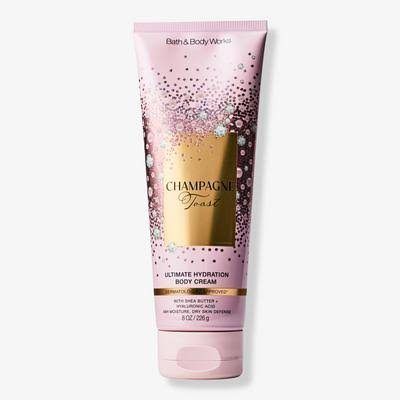 Bath & Body Works
CHAMPAGNE
Toast
ULTIMATE HYDRATION
BODY CREAM
DERMATOLOGIST APPROVED*
WITH SHEA BUTTER +
HYALURONIC ACID
MOISTURE, DRY SKIN DEFENSE
8 OZ/226 g